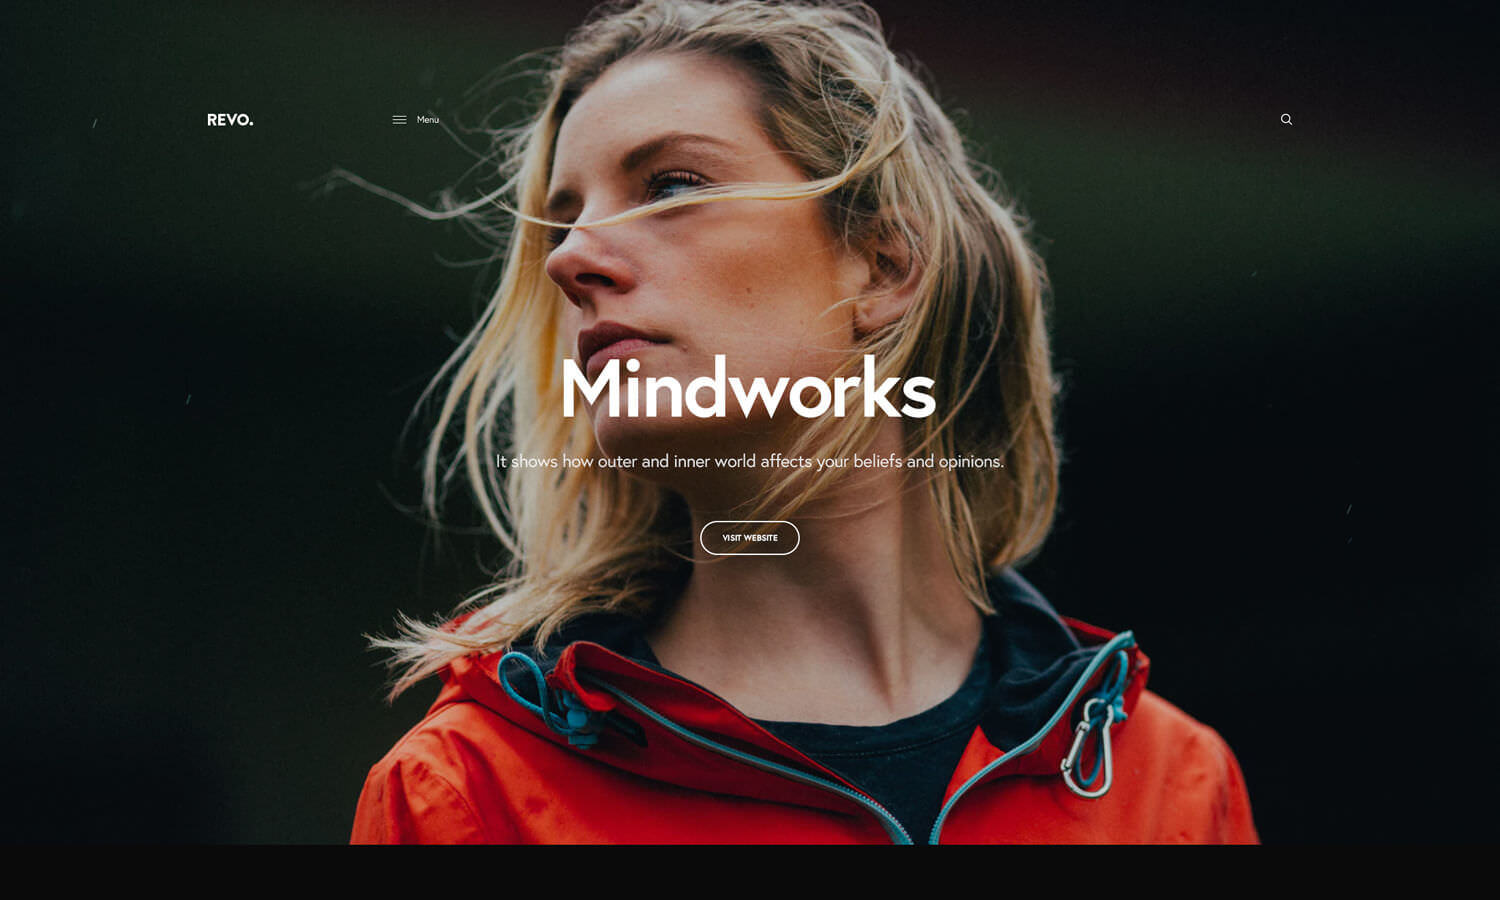 REVO.
Menu
Mindworks
It shows how outer and inner world affects your beliefs and opinions.
VISIT WEBSITE